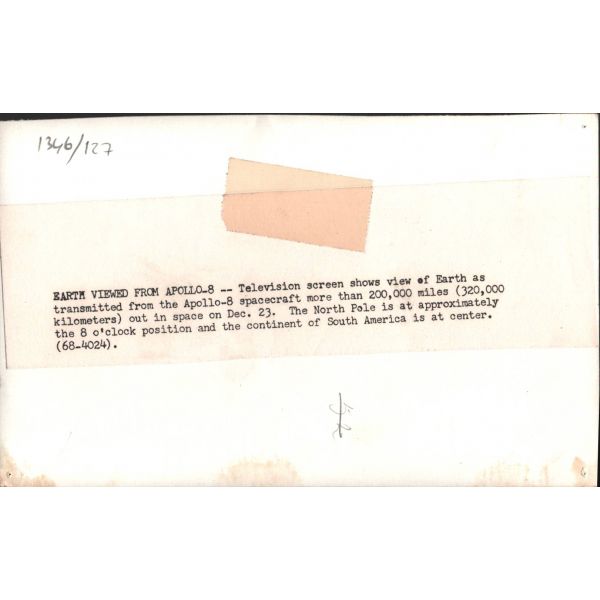 1346/127
EARTH VIEWED FROM APOLLO-8 -- Television screen shows view of Earth as
transmitted from the Apollo-8 spacecraft more than 200,000 miles (320,000
kilometers) out in space on Dec. 23. The North Pole is at approximately
the 8 o'clock position and the continent of South America is at center.
(68-4024).